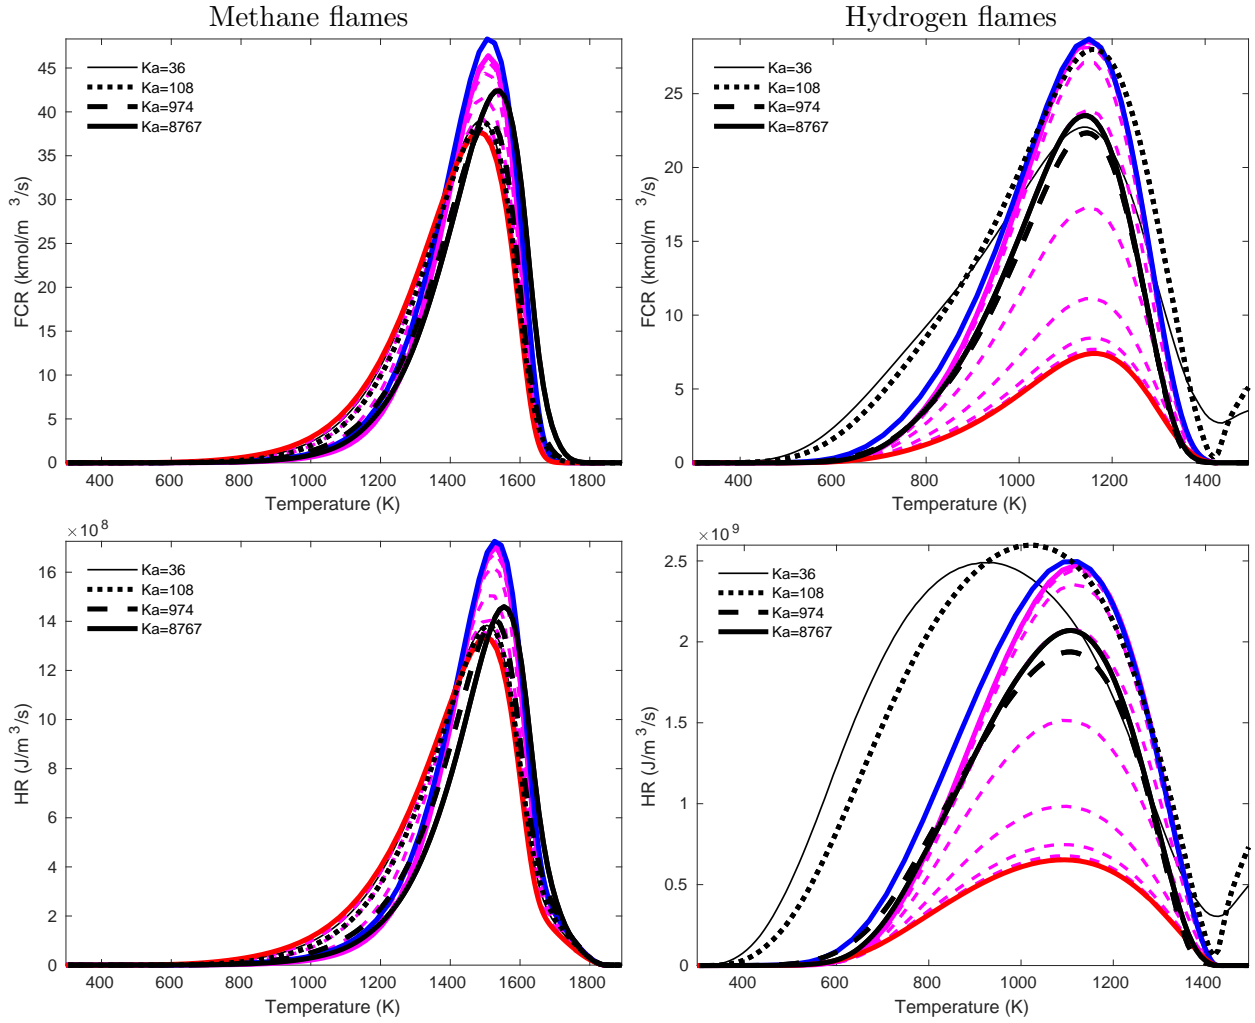 Methane flames
Hydrogen flames
FCR (kmol/m ³/s)
45
40
35
30
25
20
15
10
5
0
Ka=36
Ka=108
Ka=974
Ka=8767
400 600 800 1000 1200 1400 1600 1800
Temperature (K)
FCR (kmol/m ³/s)
25
20
15
10
5
0
Ka=36
Ka=108
Ka=974
Ka=8767
400 600 800 1000 1200 1400
Temperature (K)
×10⁸
HR (J/m ³/s)
16
14
12
10
8
6
4
2
0
Ka=36
Ka=108
Ka=974
Ka=8767
400 600 800 1000 1200 1400 1600 1800
Temperature (K)
×10⁹
HR (J/m ³/s)
2.5
2
1.5
1
0.5
0
Ka=36
Ka=108
Ka=974
Ka=8767
400 600 800 1000 1200 1400
Temperature (K)